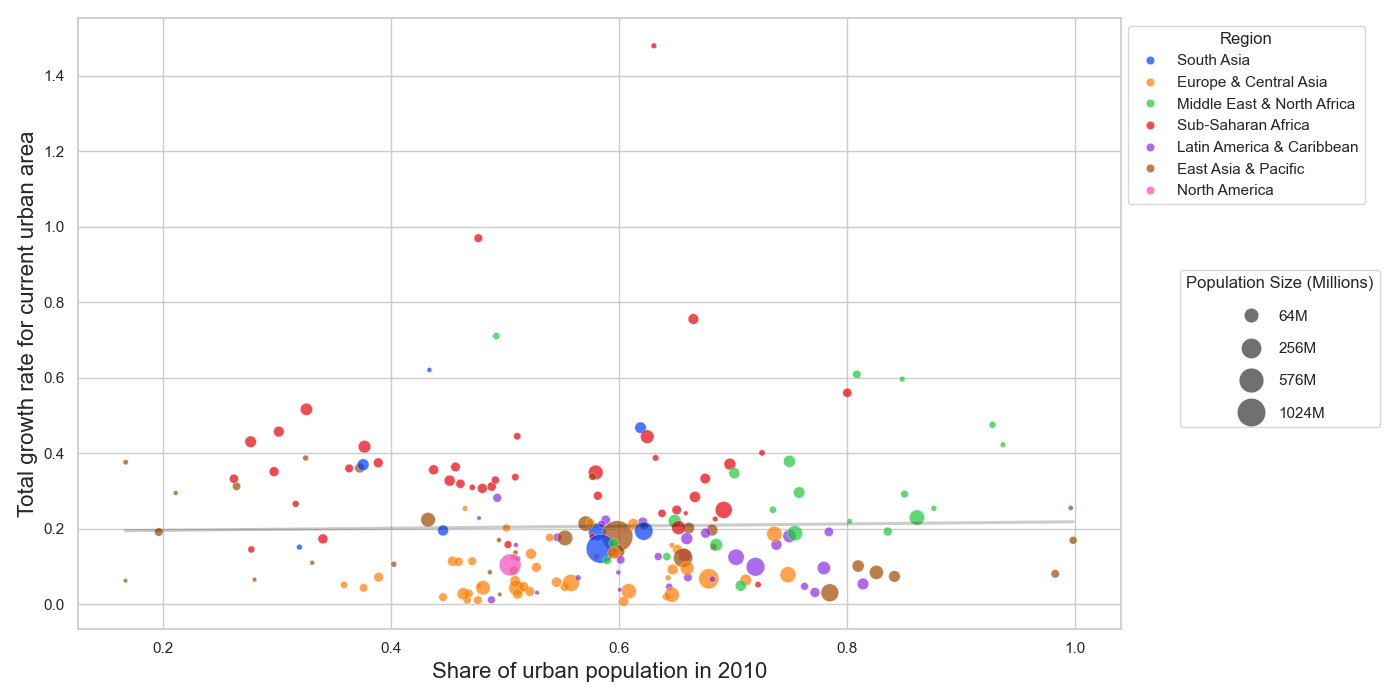 Total growth rate for current urban area
1.4
1.2
1.0
0.8
0.6
0.4
0.2
0.0
0.2
0.4
0.6
0.8
1.0
Share of urban population in 2010
Region
South Asia
Europe & Central Asia
Middle East & North Africa
Sub-Saharan Africa
Latin America & Caribbean
East Asia & Pacific
North America
Population Size (Millions)
64M
256M
576M
1024M